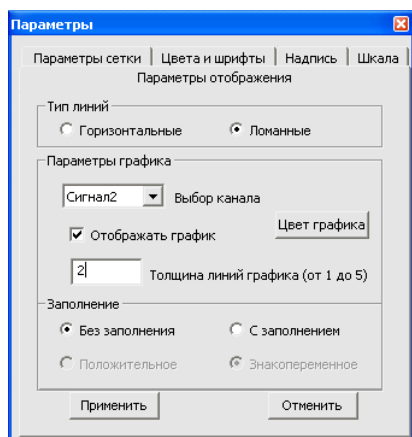 Параметры
Параметры сетки Цвета и шрифты Надпись Шкала
Параметры отображения
Тип линий
Горизонтальные Ломанные
Параметры графика
Сигнал2 Выбор канала
Цвет графика
Отображать график
2 Толщина линий графика (от 1 до 5)
Заполнение
Без заполнения С заполнением
Положительное Знакопеременное
Применить Отменить